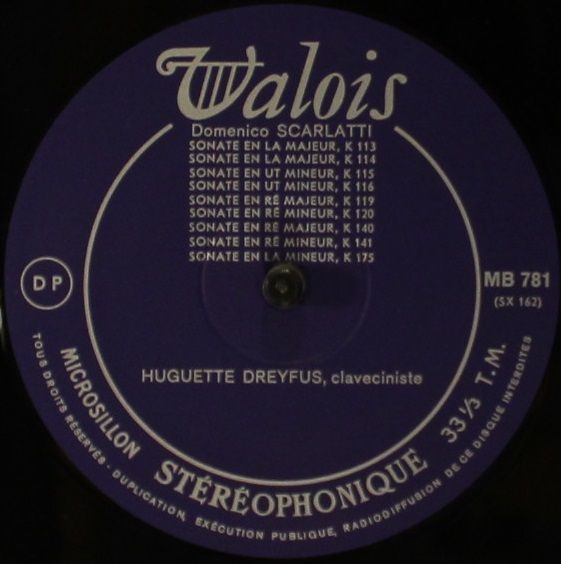 Valois
Domenico SCARLATTI
SONATE EN LA MAJEUR, K 113
SONATE EN LA MAJEUR, K 114
SONATE EN UT MINEUR, K 115
SONATE EN UT MINEUR, K 116
SONATE EN RÉ MAJEUR, K 119
SONATE EN RÉ MINEUR, K 120
SONATE EN RÉ MAJEUR, K 140
SONATE EN RÉ MINEUR, K 141
SONATE EN LA MINEUR, K 175
DP
MB 781
(SX 162)
HUGUETTE DREYFUS, claveciniste
MICROSILLON STÉRÉOPHONIQUE 33 1/3 T.M.
TOUS DROITS RÉSERVÉS - DUPLICATION, EXÉCUTION PUBLIQUE, RADIODIFFUSION DE CE DISQUE INTERDITES